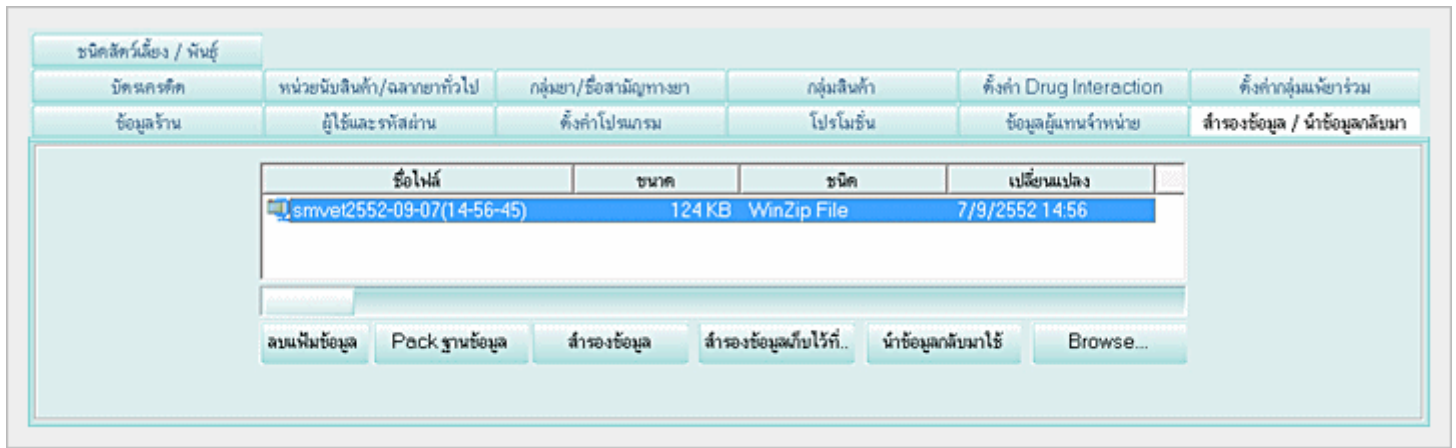 ชนิดสัตว์เลี้ยง / พันธุ์
บัตรเครดิต หน่วยนับสินค้า/ฉลากยาทั่วไป กลุ่มยา/ชื่อสามัญทางยา กลุ่มสินค้า ตั้งค่า Drug Interaction ตั้งค่ากลุ่มแพ้ยาร่วม
ข้อมูลร้าน ผู้ใช้และรหัสผ่าน ตั้งค่าโปรแกรม โปรโมชั่น ข้อมูลผู้แทนจำหน่าย สำรองข้อมูล / นำข้อมูลกลับมา
ชื่อไฟล์ ขนาด ชนิด เปลี่ยนแปลง
smvet2552-09-07(14-56-45) 124 KB WinZip File 7/9/2552 14:56
ลบแฟ้มข้อมูล Pack ฐานข้อมูล สำรองข้อมูล สำรองข้อมูลเก็บไว้ที่.. นำข้อมูลกลับมาใช้ Browse...